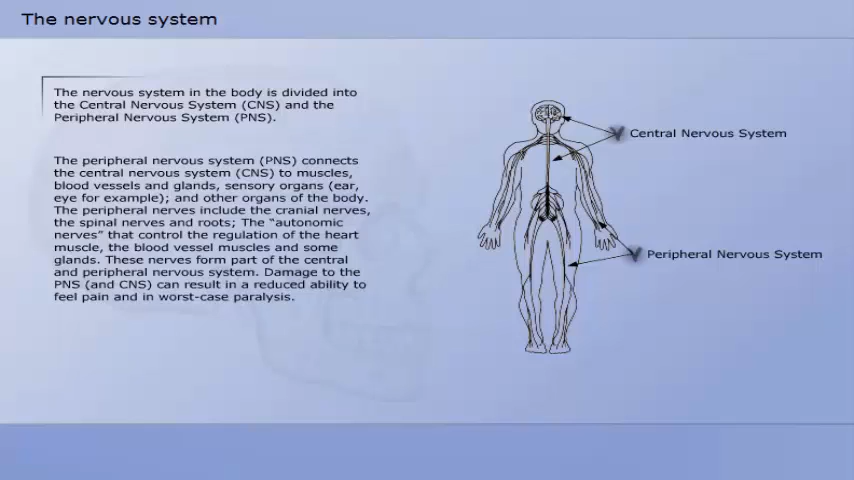 The nervous system
The nervous system in the body is divided into
the Central Nervous System (CNS) and the
Peripheral Nervous System (PNS).
The peripheral nervous system (PNS) connects
the central nervous system (CNS) to muscles,
blood vessels and glands, sensory organs (ear,
eye for example); and other organs of the body.
The peripheral nerves include the cranial nerves,
the spinal nerves and roots; The “autonomic
nerves” that control the regulation of the heart
muscle, the blood vessel muscles and some
glands. These nerves form part of the central
and peripheral nervous system. Damage to the
PNS (and CNS) can result in a reduced ability to
feel pain and in worst-case paralysis.
Central Nervous System
Peripheral Nervous System